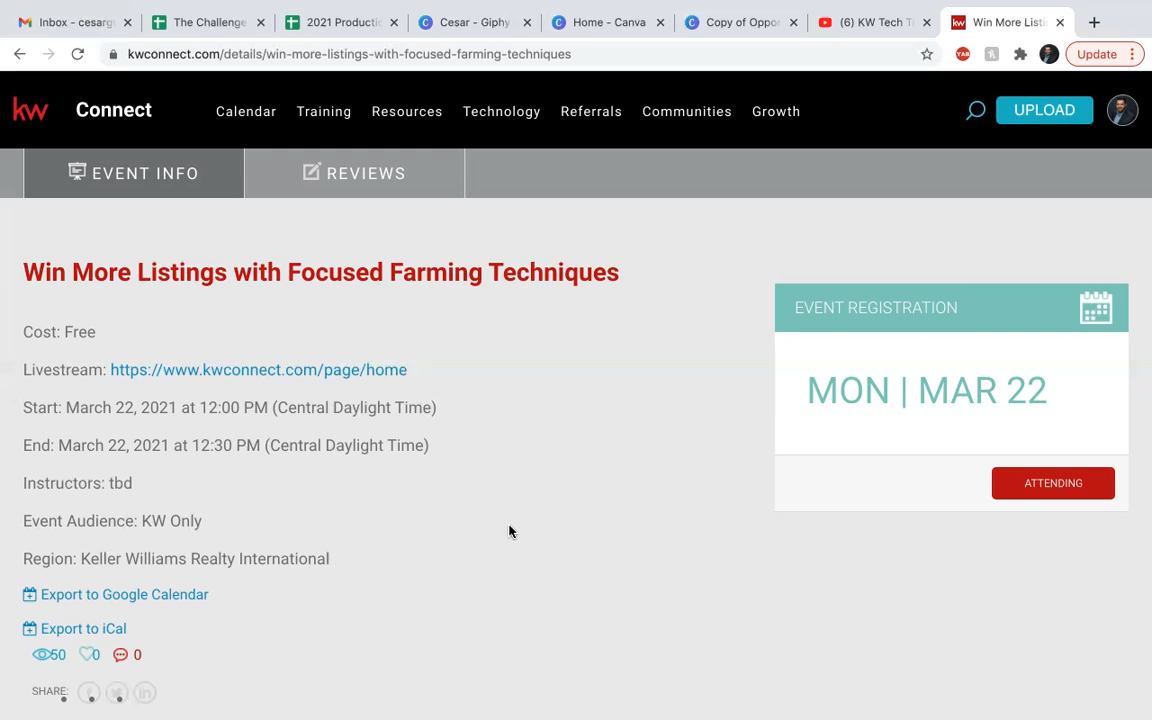 Inbox - cesarg
The Challenge
2021 Producti
Cesar - Giphy
Home - Canva
Copy of Oppor
(6) KW Tech T
Win More Listi
kwconnect.com/details/win-more-listings-with-focused-farming-techniques
Update
kw Connect
Calendar Training Resources Technology Referrals Communities Growth
UPLOAD
EVENT INFO
REVIEWS
Win More Listings with Focused Farming Techniques
Cost: Free
Livestream: https://www.kwconnect.com/page/home
Start: March 22, 2021 at 12:00 PM (Central Daylight Time)
End: March 22, 2021 at 12:30 PM (Central Daylight Time)
Instructors: tbd
Event Audience: KW Only
Region: Keller Williams Realty International
Export to Google Calendar
Export to iCal
50 0 0
SHARE:
EVENT REGISTRATION
MON | MAR 22
ATTENDING